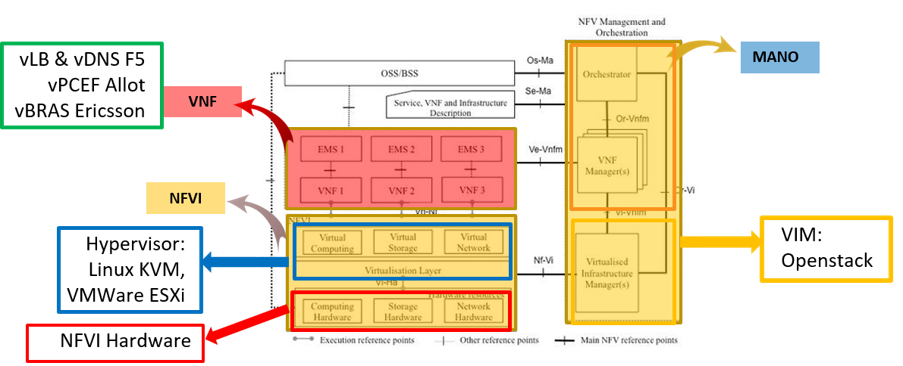 NFV Management and
Orchestration
vLB & vDNS F5
vPCEF Allot
vBRAS Ericsson
VNF
MANO
OSS/BSS
Os-Ma
Orchestrator
Se-Ma
Service, VNF and Infrastructure
Description
Or-Vnfm
EMS 1
EMS 2
EMS 3
Ve-Vnfm
VNF
Manager(s)
VNF 1
VNF 2
VNF 3
Or-Vi
NFVI
Vn-Nf
Vi-Vnfm
NFVI
Virtual
Computing
Virtual
Storage
Virtual
Network
Hypervisor:
Linux KVM,
VMWare ESXi
Nf-Vi
Virtualised
Infrastructure
Manager(s)
VIM:
Openstack
Virtualisation Layer
Vi-Ha
Hardware resources
Computing
Hardware
Storage
Hardware
Network
Hardware
NFVI Hardware
Execution reference points
Other reference points
Main NFV reference points